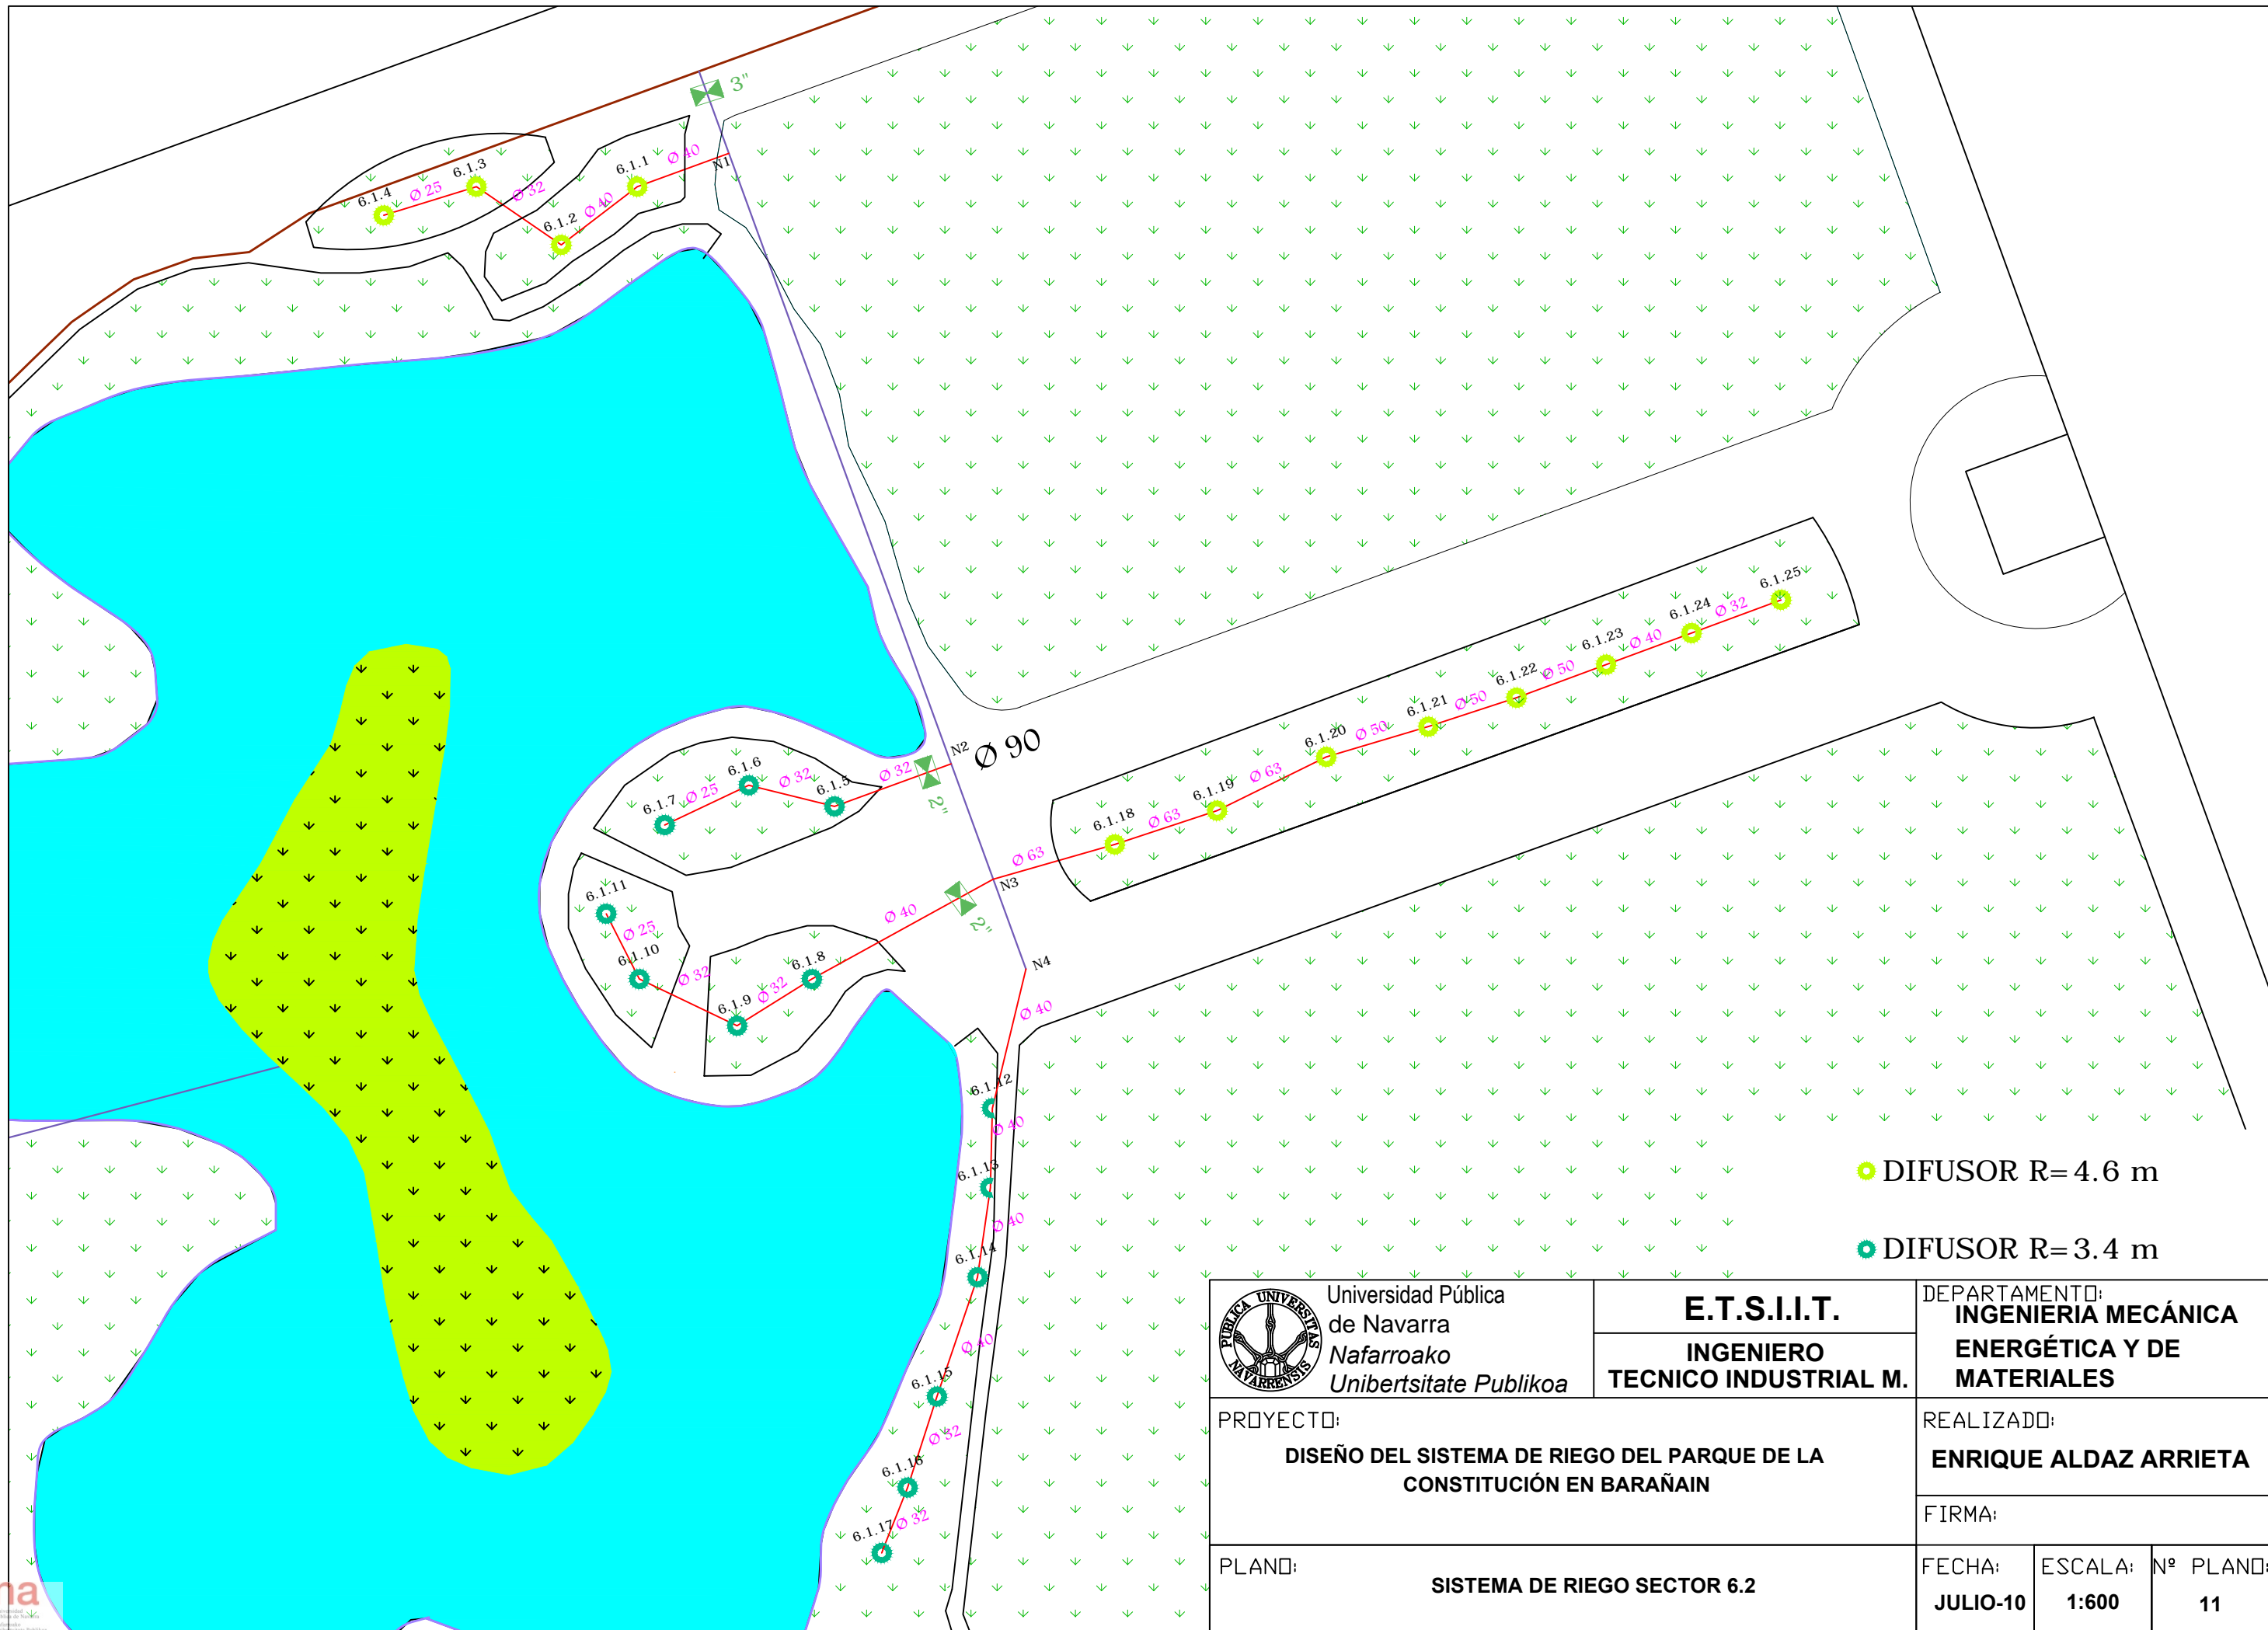 3"
6.1.4
Ø 25
6.1.3
Ø 32
6.1.2
Ø 40
6.1.1
Ø 40
N1
6.1.7
Ø 25
6.1.6
Ø 32
6.1.5
Ø 32
2"
N2
Ø 90
6.1.11
Ø 25
6.1.10
Ø 32
6.1.9
Ø 32
6.1.8
Ø 40
2"
N3
Ø 63
6.1.18
Ø 63
6.1.19
Ø 63
6.1.20
Ø 50
6.1.21
Ø 50
6.1.22
Ø 50
6.1.23
Ø 40
6.1.24
Ø 32
6.1.25
N4
Ø 40
6.1.12
Ø 40
6.1.13
Ø 40
6.1.14
Ø 40
6.1.15
Ø 32
6.1.16
Ø 32
6.1.17
DIFUSOR R=4.6 m
DIFUSOR R=3.4 m
PUBLICA UNIVERSITAS NAVARRENSIS
Universidad Pública
de Navarra
Nafarroako
Unibertsitate Publikoa
E.T.S.I.I.T.
INGENIERO
TECNICO INDUSTRIAL M.
DEPARTAMENTO:
INGENIERIA MECÁNICA
ENERGÉTICA Y DE
MATERIALES
PROYECTO:
DISEÑO DEL SISTEMA DE RIEGO DEL PARQUE DE LA
CONSTITUCIÓN EN BARAÑAIN
REALIZADO:
ENRIQUE ALDAZ ARRIETA
FIRMA:
PLANO:
SISTEMA DE RIEGO SECTOR 6.2
FECHA:
JULIO-10
ESCALA:
1:600
Nº PLANO:
11